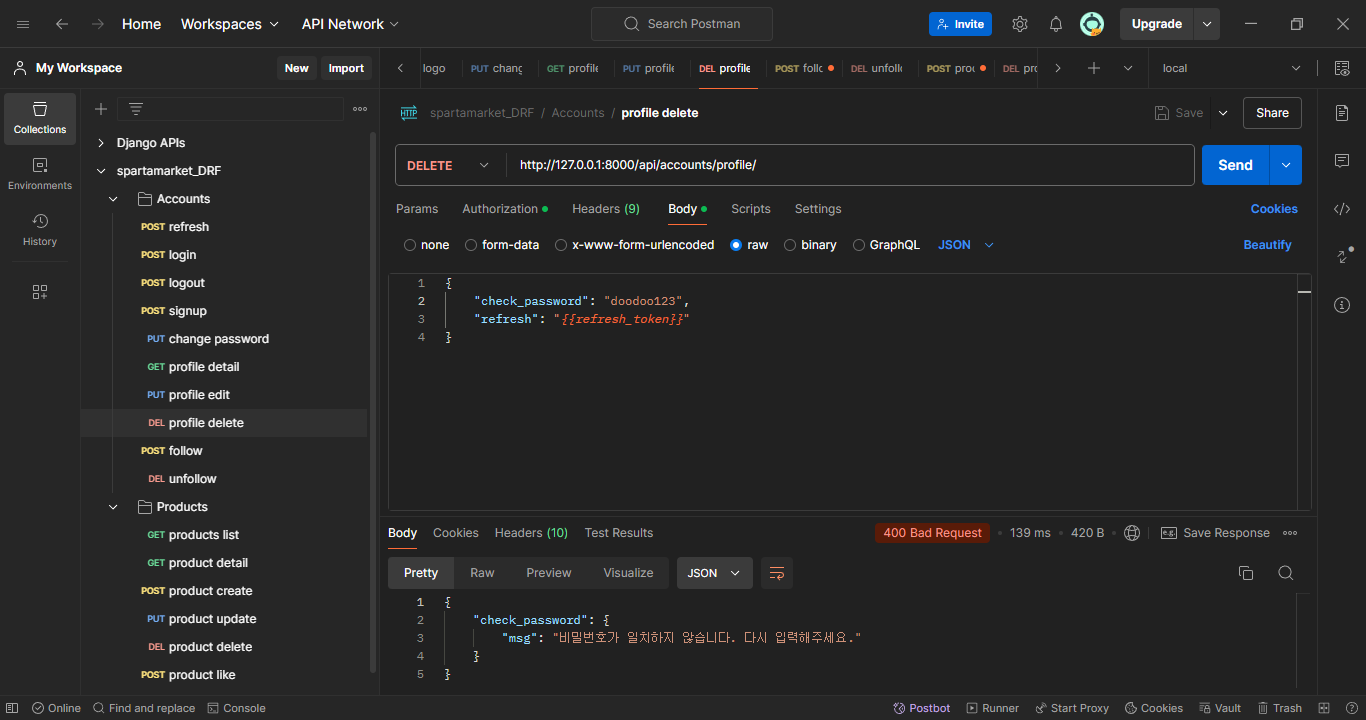 Home Workspaces API Network Search Postman Invite Upgrade
My Workspace New Import
logo PUT chang GET profile PUT profile DEL profile POST follo DEL unfollo POST proc DEL pro local
Collections
Environments
History
Django APIs
spartamarket_DRF
Accounts
POST refresh
POST login
POST logout
POST signup
PUT change password
GET profile detail
PUT profile edit
DEL profile delete
POST follow
DEL unfollow
Products
GET products list
GET product detail
POST product create
PUT product update
DEL product delete
POST product like
HTTP spartamarket_DRF / Accounts / profile delete Save Share
DELETE http://127.0.0.1:8000/api/accounts/profile/ Send
Params Authorization Headers (9) Body Scripts Settings Cookies
none form-data x-www-form-urlencoded raw binary GraphQL JSON Beautify
1 {
2 "check_password": "doodoo123",
3 "refresh": "{{refresh_token}}"
4 }
Body Cookies Headers (10) Test Results 400 Bad Request 139 ms 420 B e.g. Save Response
Pretty Raw Preview Visualize JSON
1 {
2 "check_password": {
3 "msg": "비밀번호가 일치하지 않습니다. 다시 입력해주세요."
4 }
5 }
Online Find and replace Console Postbot Runner Start Proxy Cookies Vault Trash